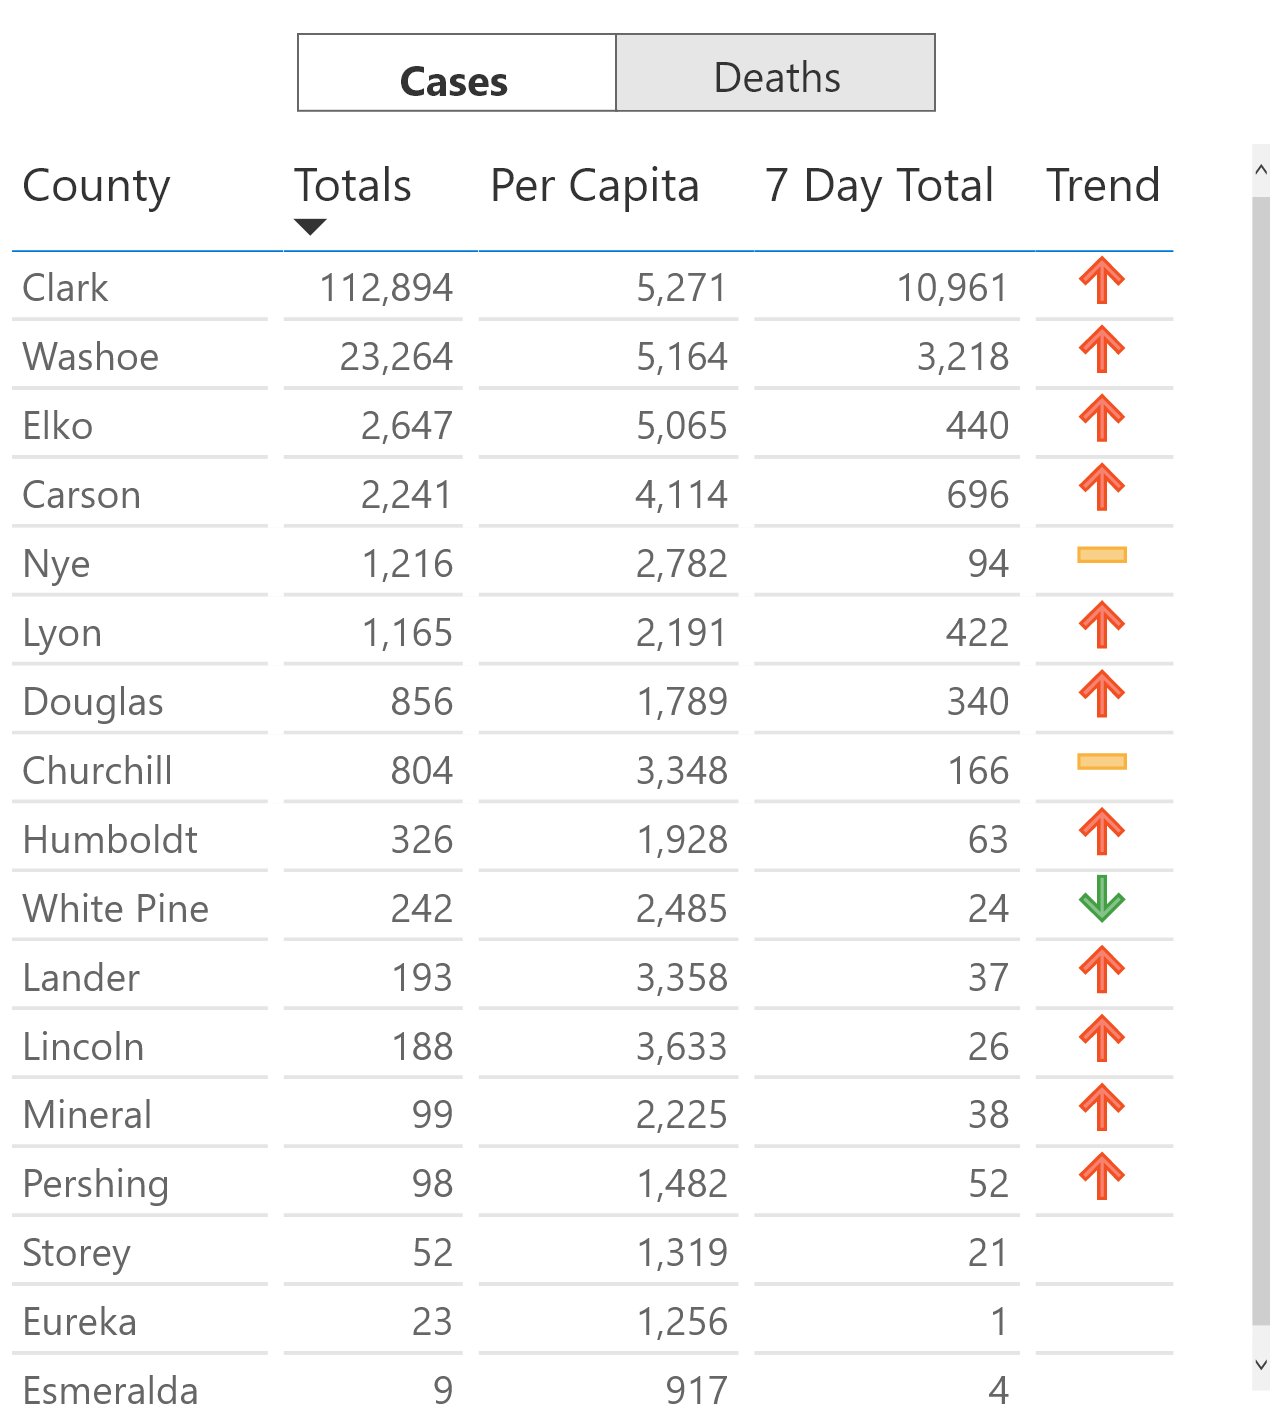 Cases Deaths
County Totals Per Capita 7 Day Total Trend
Clark 112,894 5,271 10,961
Washoe 23,264 5,164 3,218
Elko 2,647 5,065 440
Carson 2,241 4,114 696
Nye 1,216 2,782 94
Lyon 1,165 2,191 422
Douglas 856 1,789 340
Churchill 804 3,348 166
Humboldt 326 1,928 63
White Pine 242 2,485 24
Lander 193 3,358 37
Lincoln 188 3,633 26
Mineral 99 2,225 38
Pershing 98 1,482 52
Storey 52 1,319 21
Eureka 23 1,256 1
Esmeralda 9 917 4